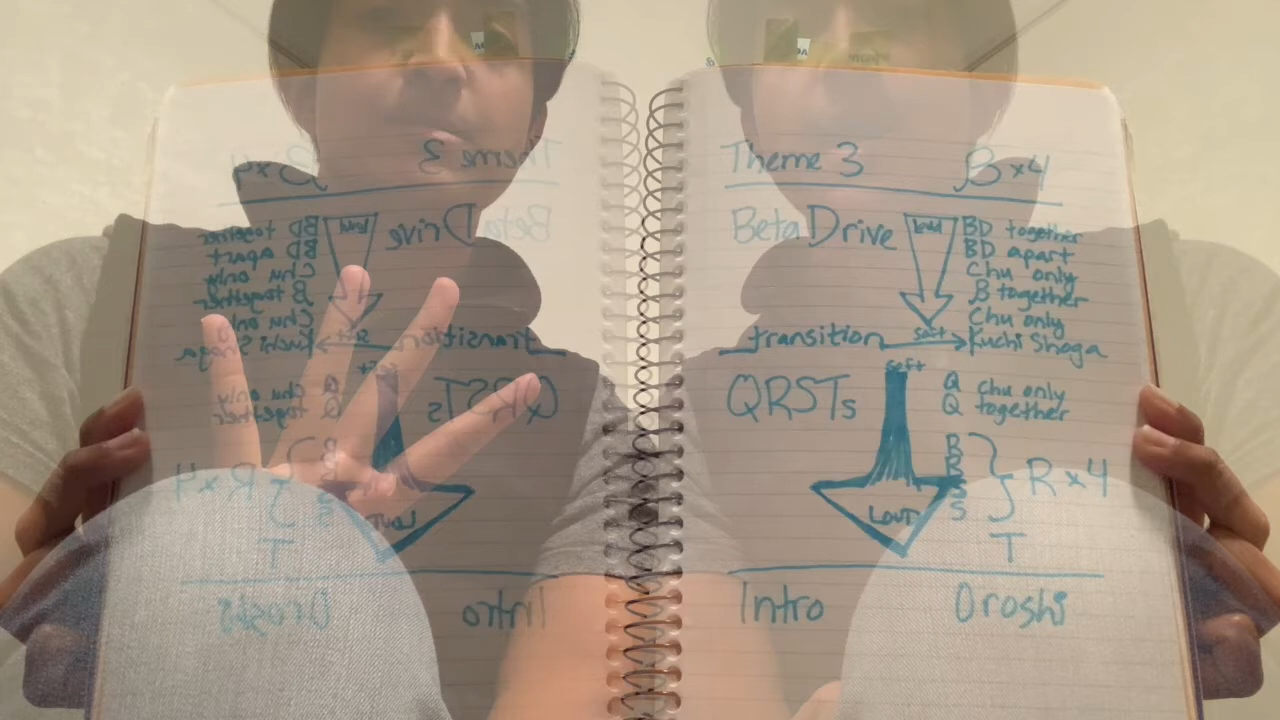 Theme 3 β x4
Beta Drive loud BD together
BD apart
Chu only
β together
Chu only
transition soft Kuchi Shoga
soft
QRSTs Q Chu only
Q together
R
R
S
S
} R x4
LOUD
T
Intro Oroshi